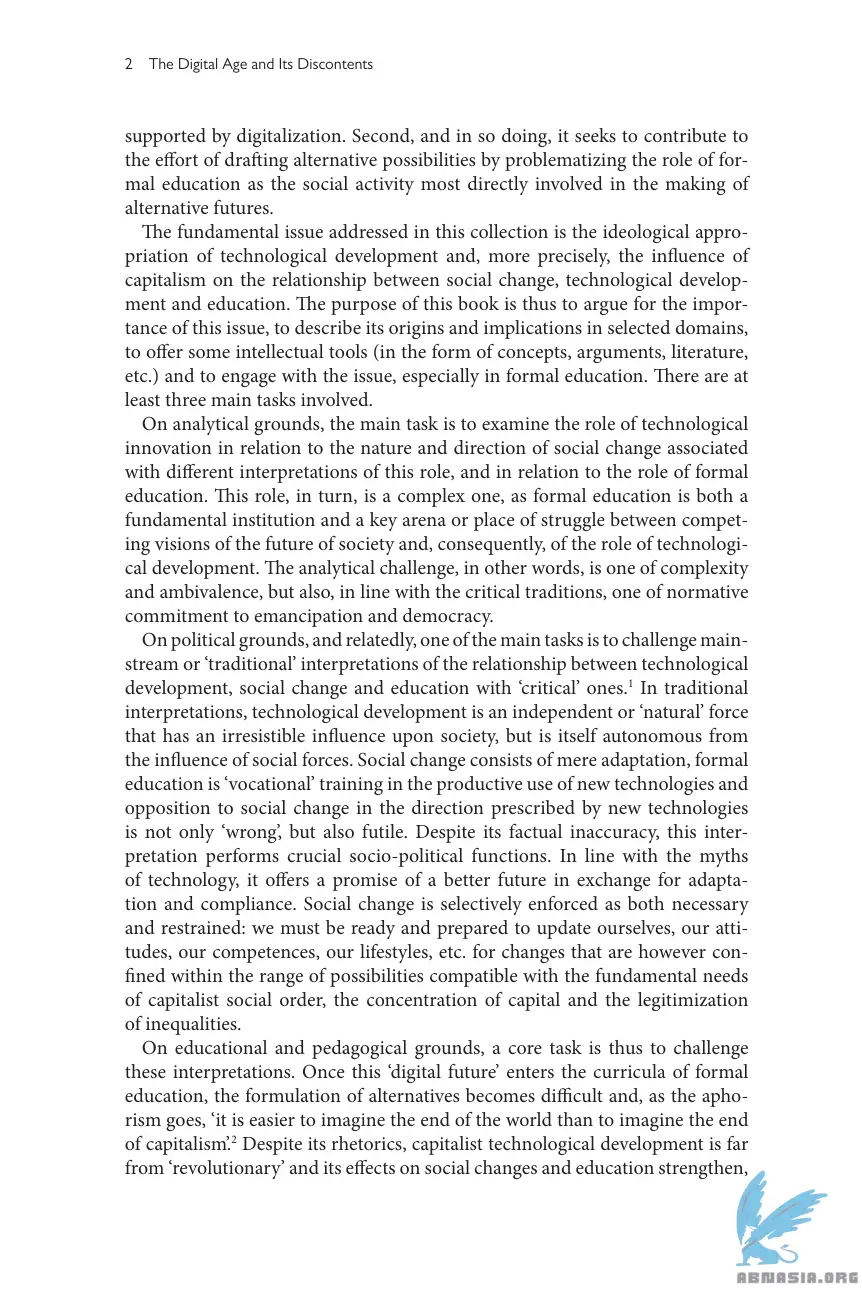 2 The Digital Age and Its Discontents
supported by digitalization. Second, and in so doing, it seeks to contribute to
the effort of drafting alternative possibilities by problematizing the role of for-
mal education as the social activity most directly involved in the making of
alternative futures.
The fundamental issue addressed in this collection is the ideological appro-
priation of technological development and, more precisely, the influence of
capitalism on the relationship between social change, technological develop-
ment and education. The purpose of this book is thus to argue for the impor-
tance of this issue, to describe its origins and implications in selected domains,
to offer some intellectual tools (in the form of concepts, arguments, literature,
etc.) and to engage with the issue, especially in formal education. There are at
least three main tasks involved.
On analytical grounds, the main task is to examine the role of technological
innovation in relation to the nature and direction of social change associated
with different interpretations of this role, and in relation to the role of formal
education. This role, in turn, is a complex one, as formal education is both a
fundamental institution and a key arena or place of struggle between compet-
ing visions of the future of society and, consequently, of the role of technologi-
cal development. The analytical challenge, in other words, is one of complexity
and ambivalence, but also, in line with the critical traditions, one of normative
commitment to emancipation and democracy.
On political grounds, and relatedly, one of the main tasks is to challenge main-
stream or ‘traditional’ interpretations of the relationship between technological
development, social change and education with ‘critical’ ones.1 In traditional
interpretations, technological development is an independent or ‘natural’ force
that has an irresistible influence upon society, but is itself autonomous from
the influence of social forces. Social change consists of mere adaptation, formal
education is ‘vocational’ training in the productive use of new technologies and
opposition to social change in the direction prescribed by new technologies
is not only ‘wrong’, but also futile. Despite its factual inaccuracy, this inter-
pretation performs crucial socio-political functions. In line with the myths
of technology, it offers a promise of a better future in exchange for adapta-
tion and compliance. Social change is selectively enforced as both necessary
and restrained: we must be ready and prepared to update ourselves, our atti-
tudes, our competences, our lifestyles, etc. for changes that are however con-
fined within the range of possibilities compatible with the fundamental needs
of capitalist social order, the concentration of capital and the legitimization
of inequalities.
On educational and pedagogical grounds, a core task is thus to challenge
these interpretations. Once this ‘digital future’ enters the curricula of formal
education, the formulation of alternatives becomes difficult and, as the apho-
rism goes, ‘it is easier to imagine the end of the world than to imagine the end
of capitalism’.2 Despite its rhetorics, capitalist technological development is far
from ‘revolutionary’ and its effects on social changes and education strengthen,
ABNASIA.ORG